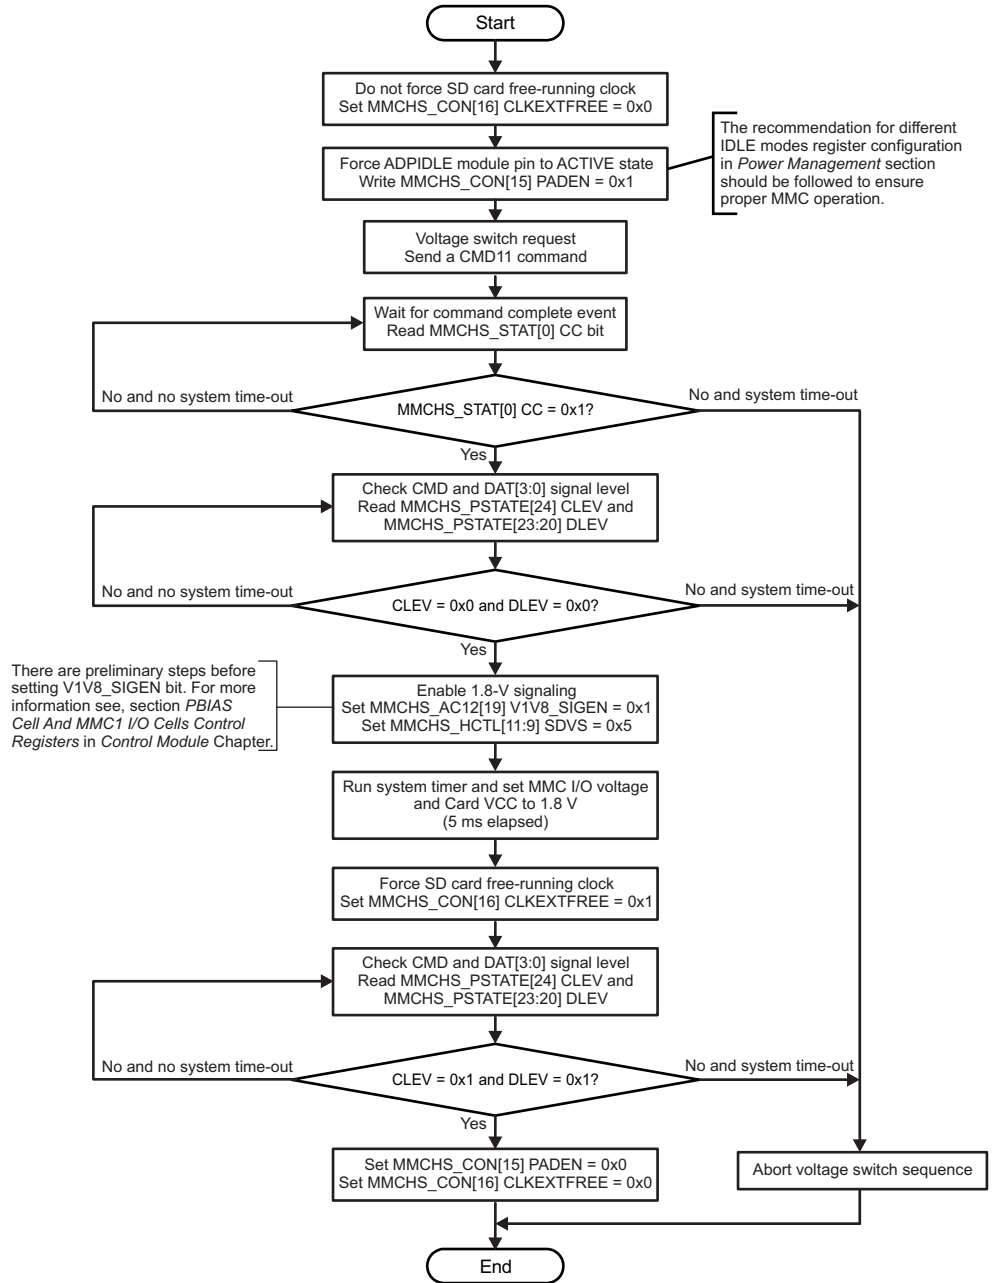 Start
Do not force SD card free-running clock
Set MMCHS_CON[16] CLKEXTFREE = 0x0
The recommendation for different
IDLE modes register configuration
in Power Management section
should be followed to ensure
proper MMC operation.
Force ADPIDLE module pin to ACTIVE state
Write MMCHS_CON[15] PADEN = 0x1
Voltage switch request
Send a CMD11 command
Wait for command complete event
Read MMCHS_STAT[0] CC bit
No and no system time-out
No and system time-out
MMCHS_STAT[0] CC = 0x1?
Yes
Check CMD and DAT[3:0] signal level
Read MMCHS_PSTATE[24] CLEV and
MMCHS_PSTATE[23:20] DLEV
No and no system time-out
No and system time-out
CLEV = 0x0 and DLEV = 0x0?
Yes
There are preliminary steps before
setting V1V8_SIGEN bit. For more
information see, section PBIAS
Cell And MMC1 I/O Cells Control
Registers in Control Module Chapter.
Enable 1.8-V signaling
Set MMCHS_AC12[19] V1V8_SIGEN = 0x1
Set MMCHS_HCTL[11:9] SDVS = 0x5
Run system timer and set MMC I/O voltage
and Card VCC to 1.8 V
(5 ms elapsed)
Force SD card free-running clock
Set MMCHS_CON[16] CLKEXTFREE = 0x1
Check CMD and DAT[3:0] signal level
Read MMCHS_PSTATE[24] CLEV and
MMCHS_PSTATE[23:20] DLEV
No and no system time-out
No and system time-out
CLEV = 0x1 and DLEV = 0x1?
Yes
Set MMCHS_CON[15] PADEN = 0x0
Set MMCHS_CON[16] CLKEXTFREE = 0x0
Abort voltage switch sequence
End